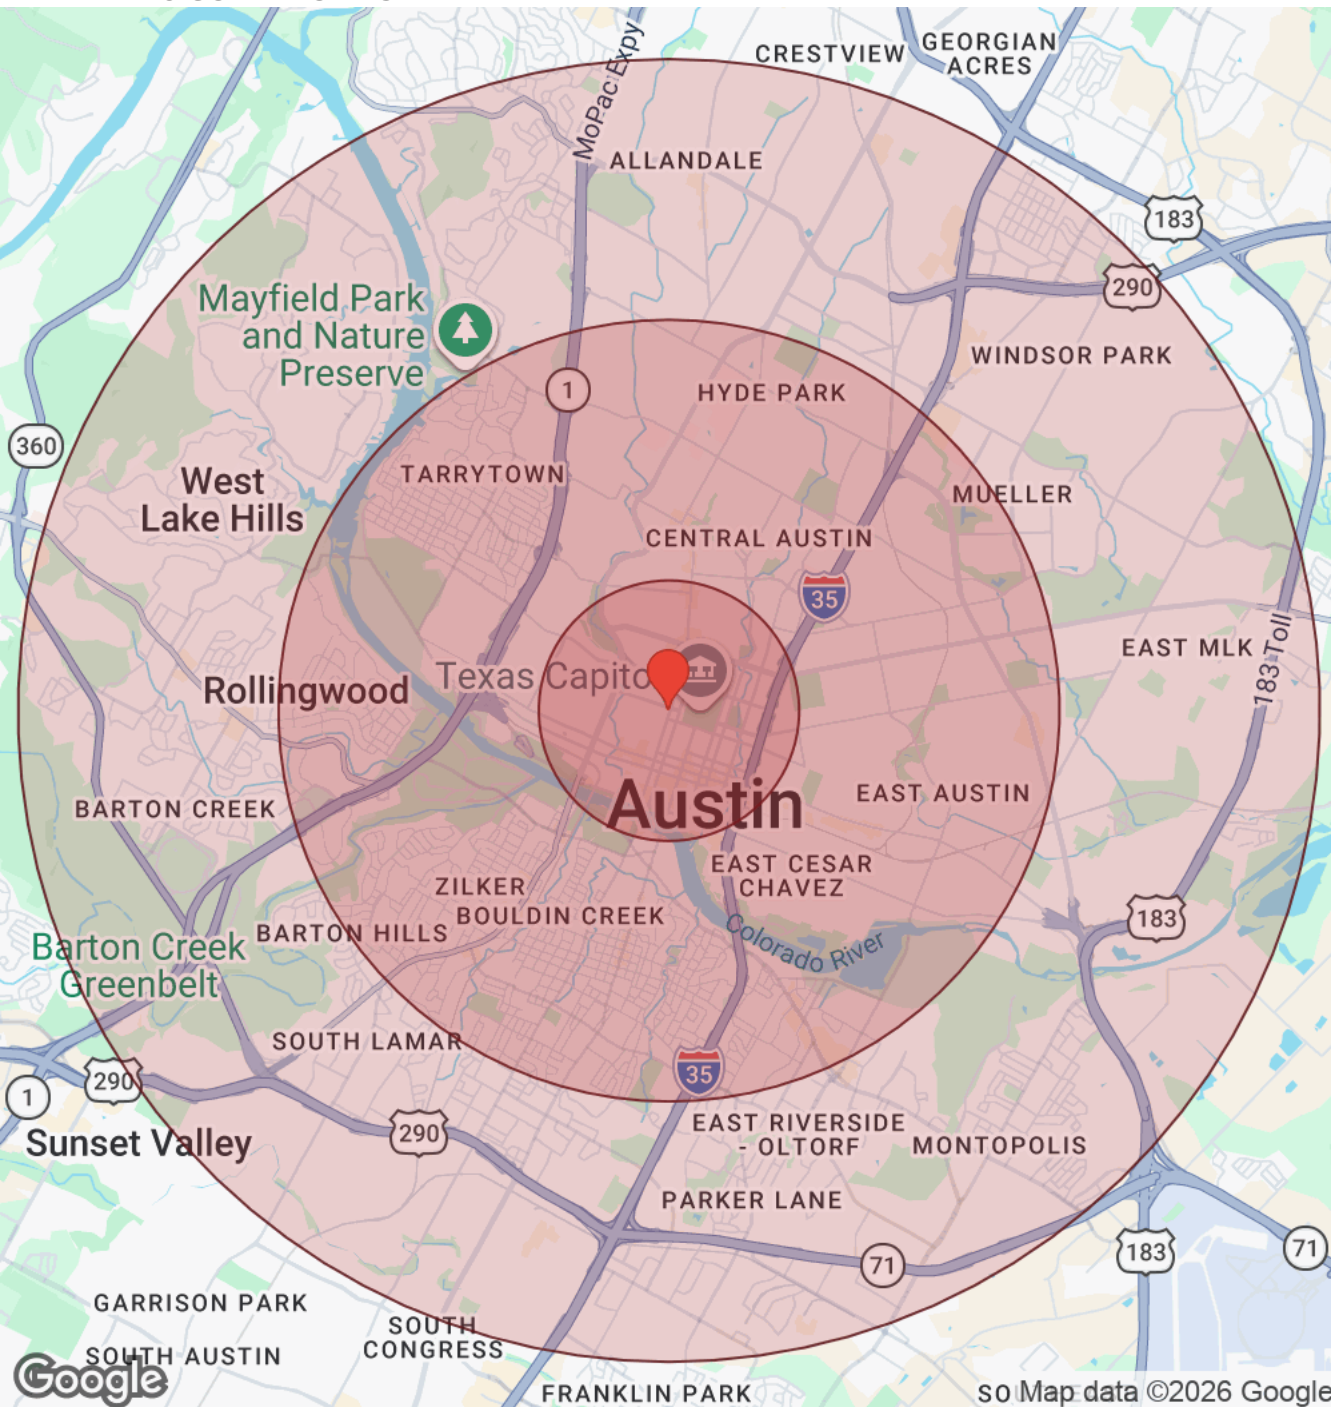 CRESTVIEW
GEORGIAN
ACRES
MoPac Expy
ALLANDALE
183
290
Mayfield Park
and Nature
Preserve
WINDSOR PARK
1
HYDE PARK
360
TARRYTOWN
West
Lake Hills
MUELLER
CENTRAL AUSTIN
35
EAST MLK
183 Toll
Texas Capito
Rollingwood
Austin
EAST AUSTIN
BARTON CREEK
EAST CESAR
CHAVEZ
ZILKER
BOULDIN CREEK
183
BARTON HILLS
Colorado River
Barton Creek
Greenbelt
SOUTH LAMAR
35
290
1
290
EAST RIVERSIDE
- OLTORF
MONTOPOLIS
Sunset Valley
PARKER LANE
71
183
71
GARRISON PARK
SOUTH
CONGRESS
SOUTH AUSTIN
Google
FRANKLIN PARK
Map data ©2026 Google